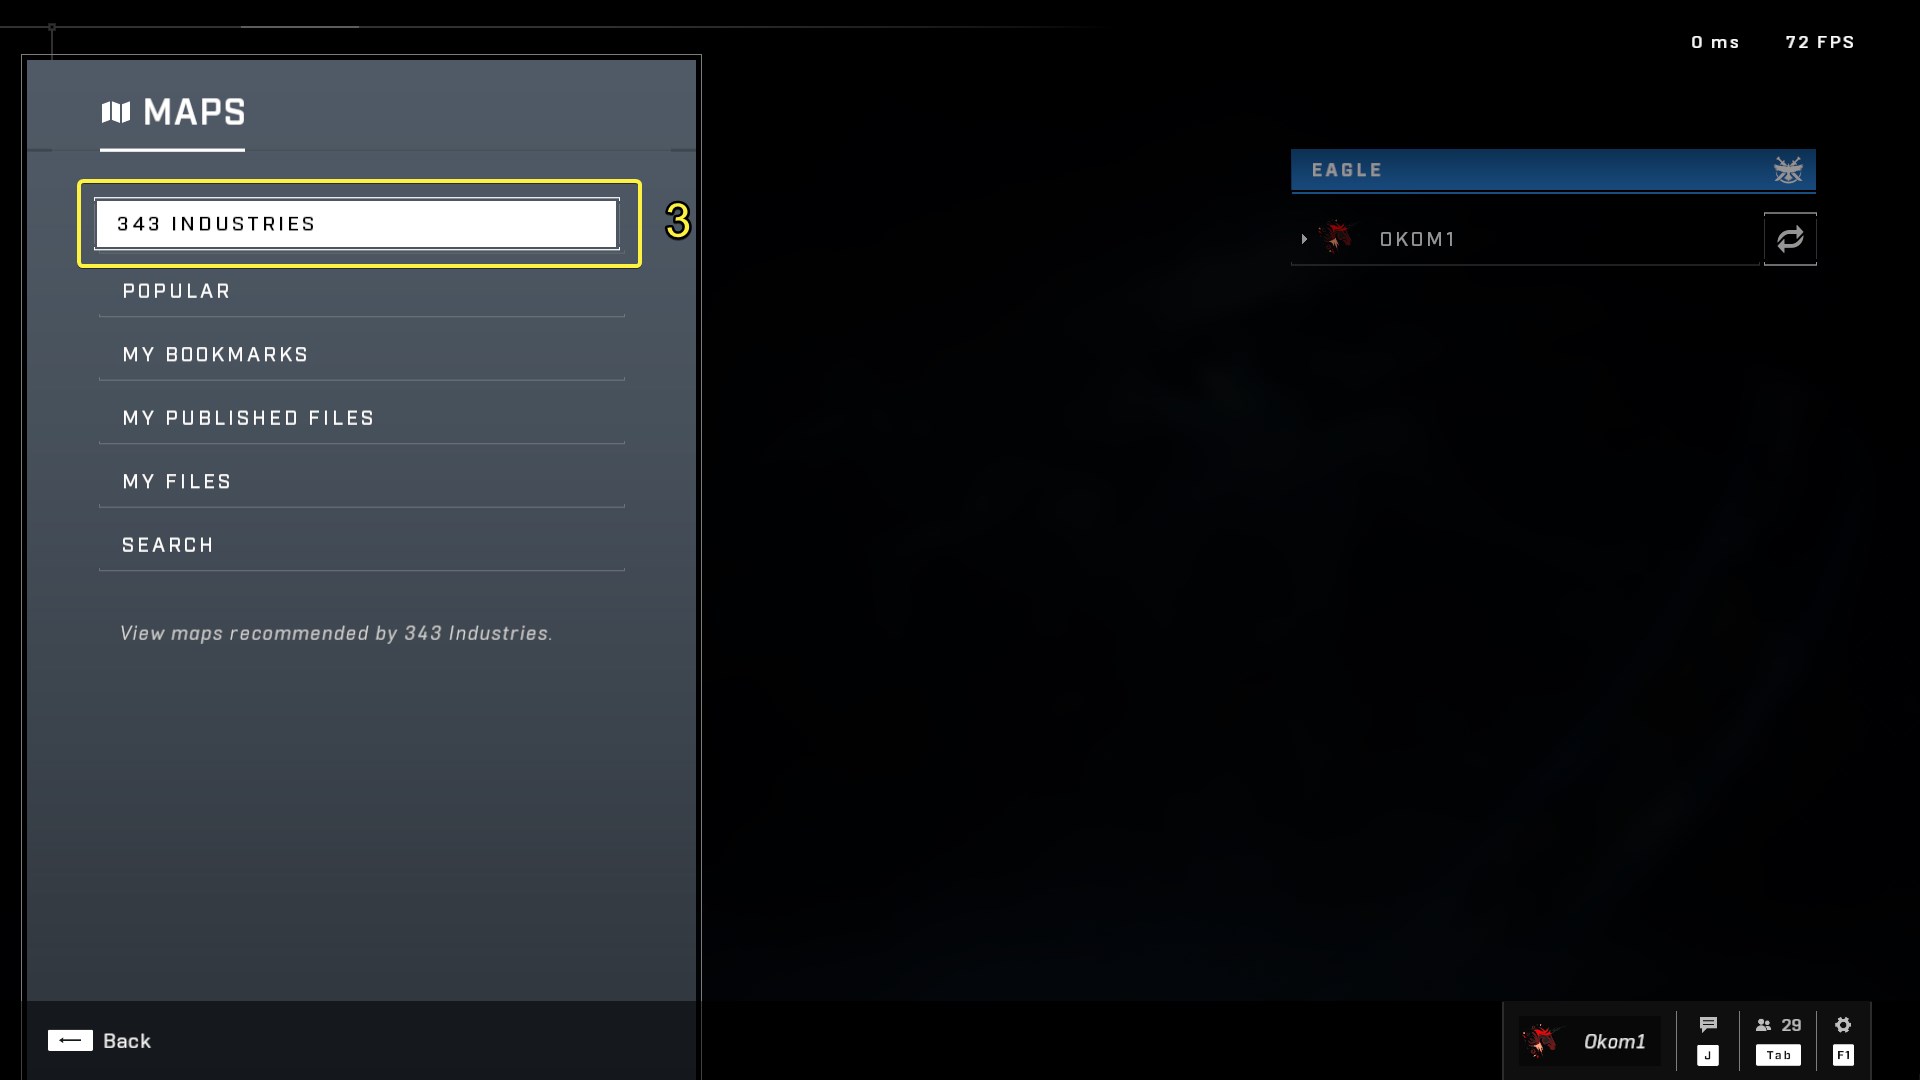 0 ms 72 FPS
MAPS
EAGLE
343 INDUSTRIES 3
OKOM1
POPULAR
MY BOOKMARKS
MY PUBLISHED FILES
MY FILES
SEARCH
View maps recommended by 343 Industries.
Back
Okom1
29
J
Tab
F1